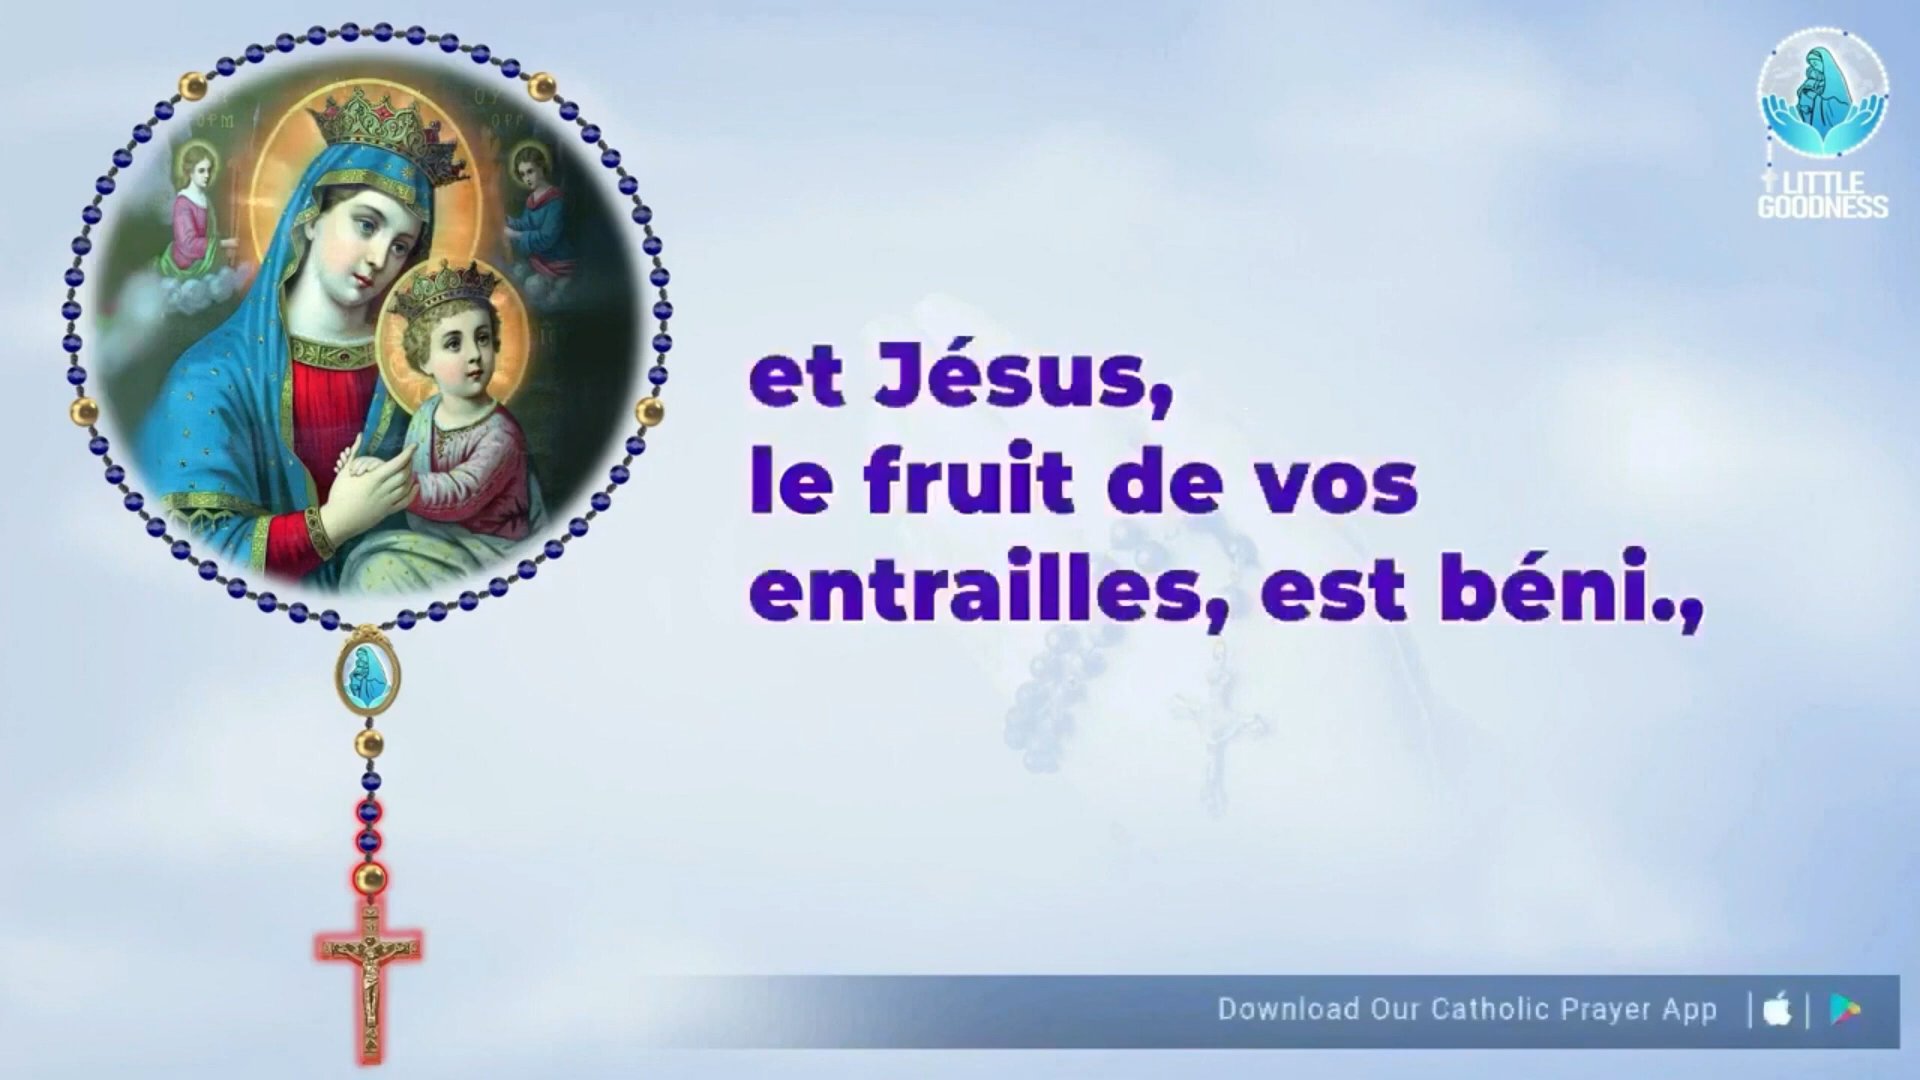 LITTLE
GOODNESS
et Jésus,
le fruit de vos
entrailles, est béni.,
Download Our Catholic Prayer App